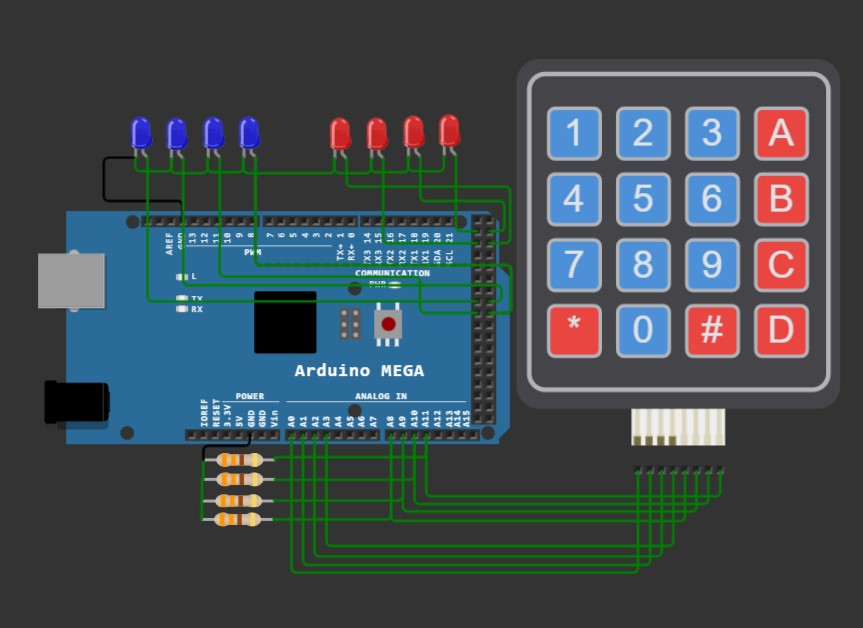 1 2 3 A
4 5 6 B
7 8 9 C
* 0 # D
AREF
GND
13
12
11
10
9
8
7
6
5
4
3
2
TX→ 1
RX← 0
TX3 14
RX3 15
TX2 16
RX2 17
TX1 18
RX1 19
SDA 20
SCL 21
PWM
COMMUNICATION
L
PWR
TX
RX
Arduino MEGA
POWER
ANALOG IN
IOREF
RESET
3.3V
5V
GND
GND
Vin
A0
A1
A2
A3
A4
A5
A6
A7
A8
A9
A10
A11
A12
A13
A14
A15